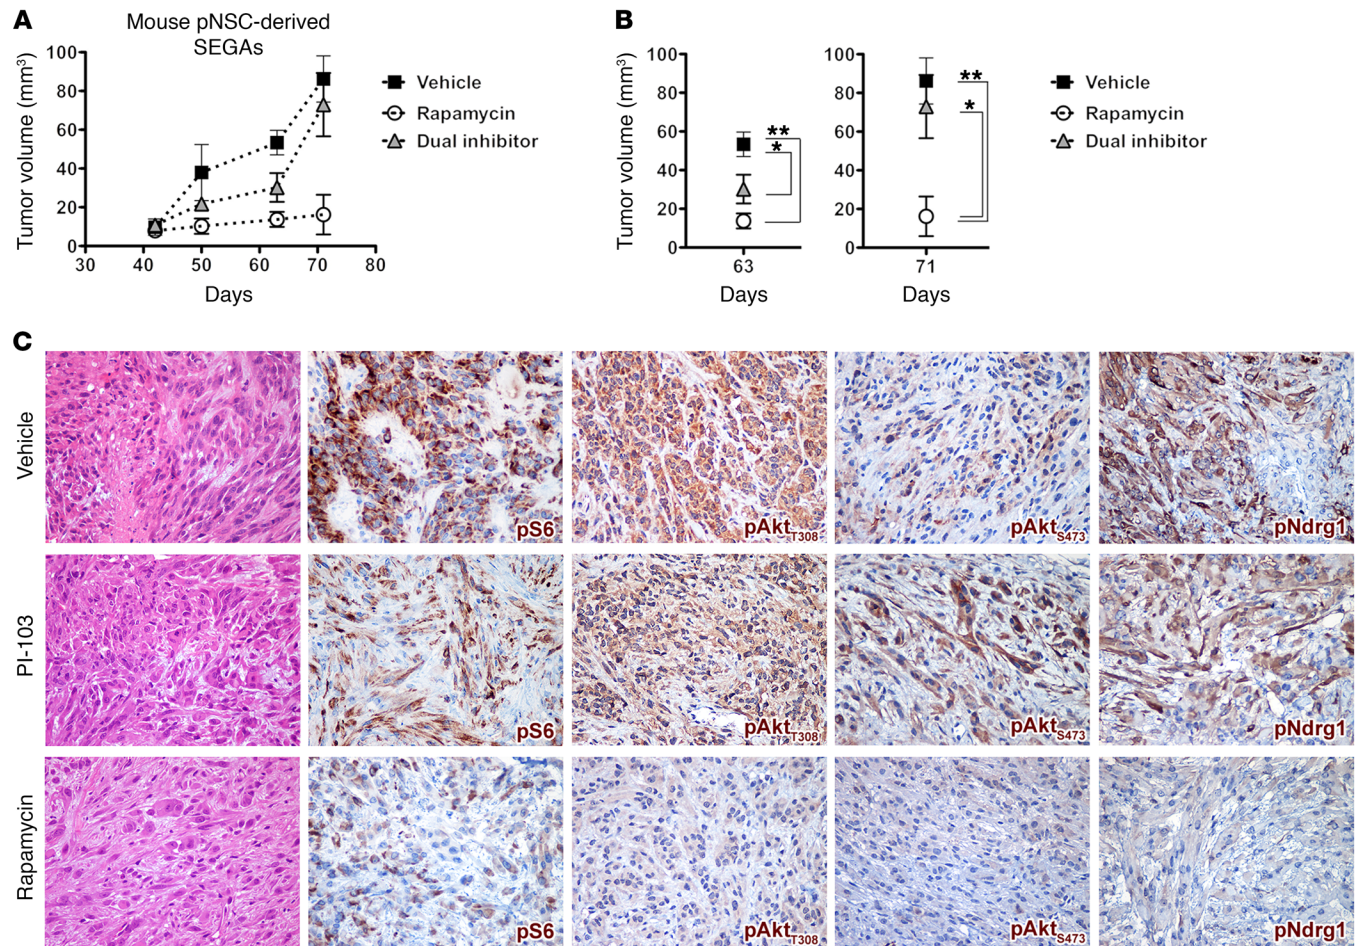 A
Mouse pNSC-derived
SEGAs
Tumor volume (mm³)
100
80
60
40
20
0
30 40 50 60 70 80
Days
Vehicle
Rapamycin
Dual inhibitor
B
Tumor volume (mm³)
100
80
60
40
20
0
**
*
63
Days
100
80
60
40
20
0
**
*
71
Days
Vehicle
Rapamycin
Dual inhibitor
C
Vehicle
pS6
pAktT308
pAktS473
pNdrg1
PI-103
pS6
pAktT308
pAktS473
pNdrg1
Rapamycin
pS6
pAktT308
pAktS473
pNdrg1